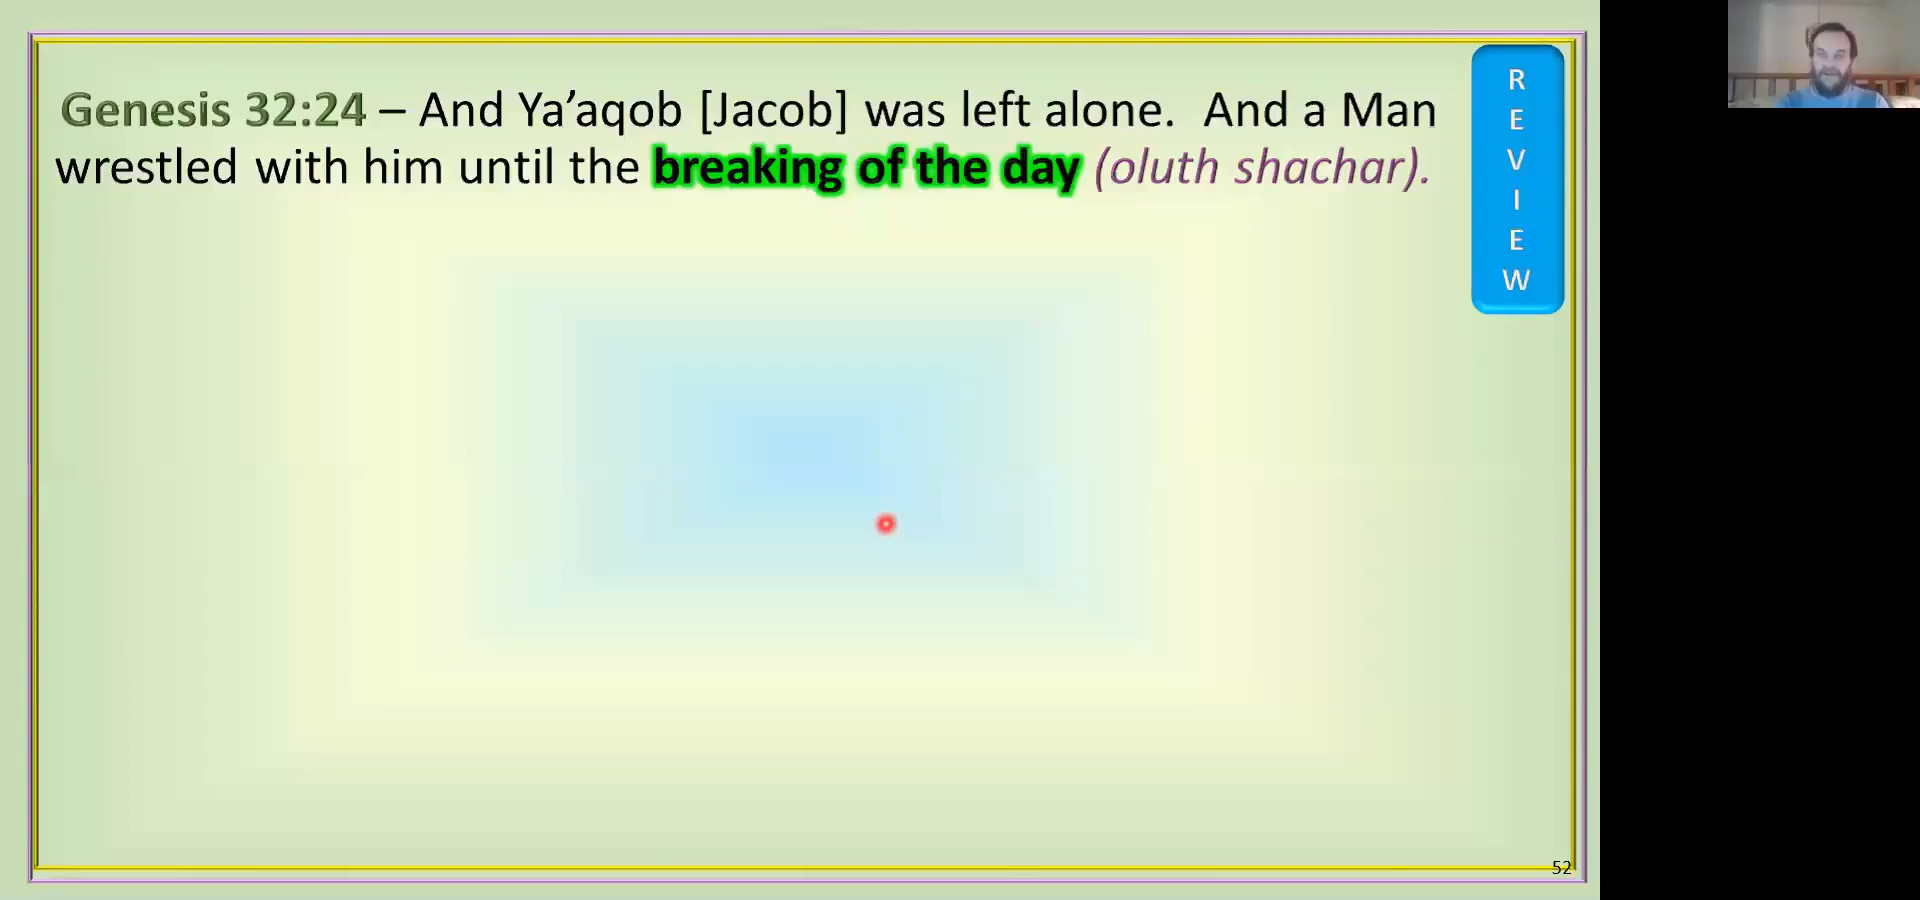 Genesis 32:24 – And Ya’aqob [Jacob] was left alone.  And a Man
wrestled with him until the breaking of the day (oluth shachar).
R
E
V
I
E
W
52